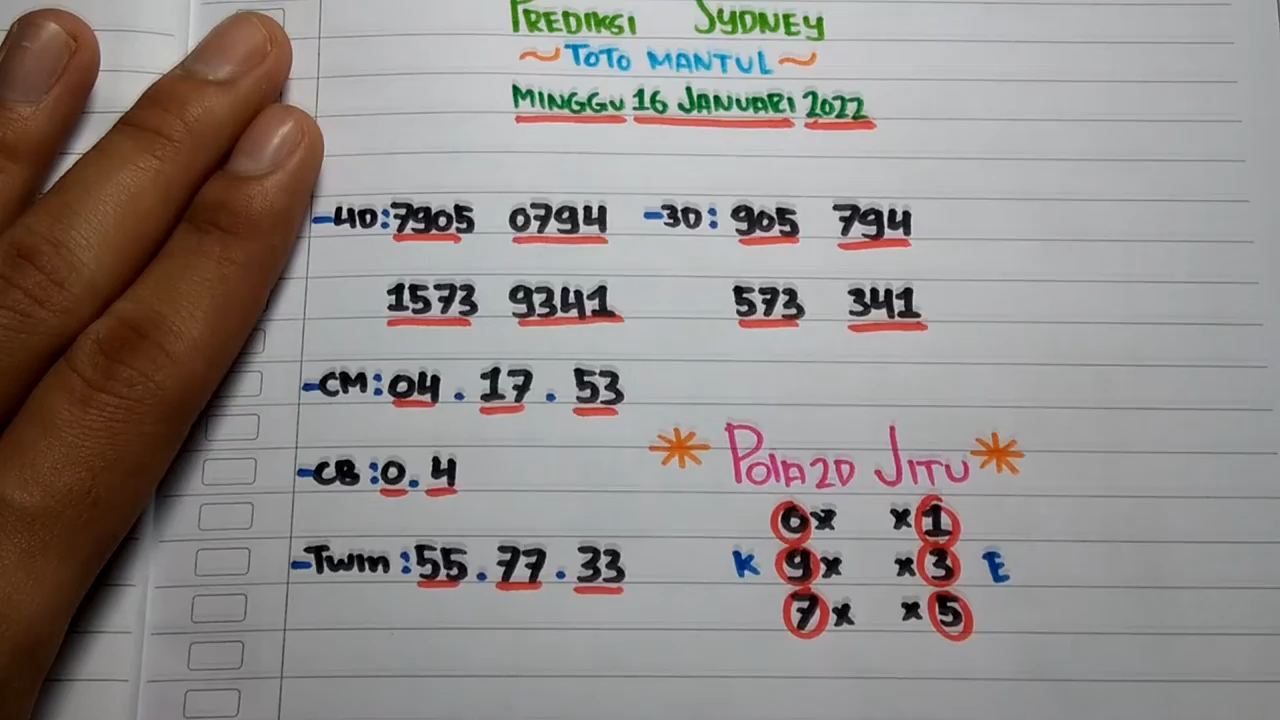 PREDIKSI SYDNEY
~TOTO MANTUL~
MINGGU 16 JANUARI 2022
-4D:7905 0794 -3D: 905 794
1573 9341 573 341
-CM:04.17.53
-CB:0.4
*POLA 2D JITU*
0x x1
-Twin:55.77.33
K 9x x3 E
7x x5